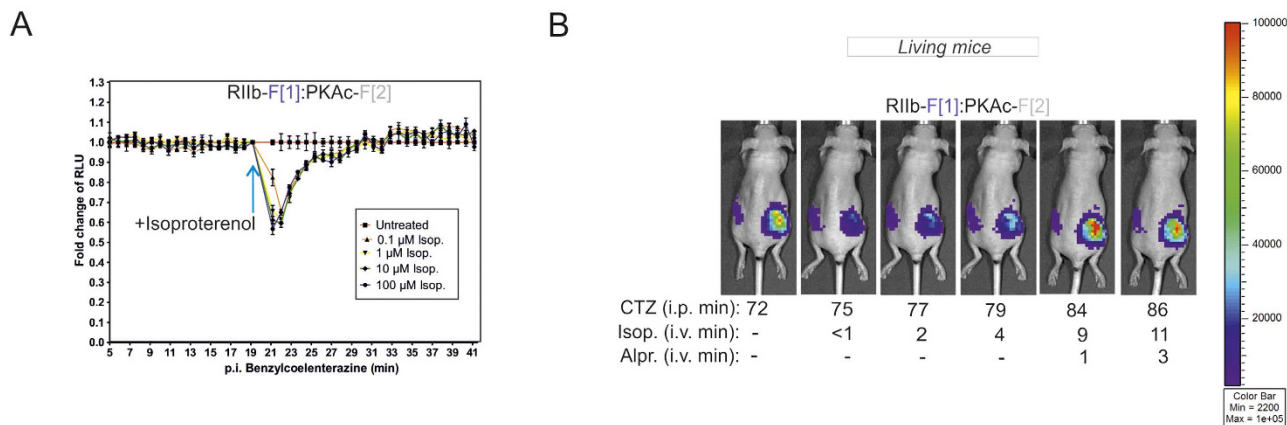 A
RIIb-F[1]:PKAc-F[2]
1.3
1.2
1.1
1.0
0.9
0.8
0.7
0.6
0.5
0.4
0.3
0.2
0.1
0.0
Fold change of RLU
+Isoproterenol
Untreated
0.1 µM Isop.
1 µM Isop.
10 µM Isop.
100 µM Isop.
5 7 9 11 13 15 17 19 21 23 25 27 29 31 33 35 37 39 41
p.i. Benzylcoelenterazine (min)
B
Living mice
RIIb-F[1]:PKAc-F[2]
CTZ (i.p. min): 72 75 77 79 84 86
Isop. (i.v. min): - <1 2 4 9 11
Alpr. (i.v. min): - - - - 1 3
100000
80000
60000
40000
20000
Color Bar
Min = 2200
Max = 1e+05